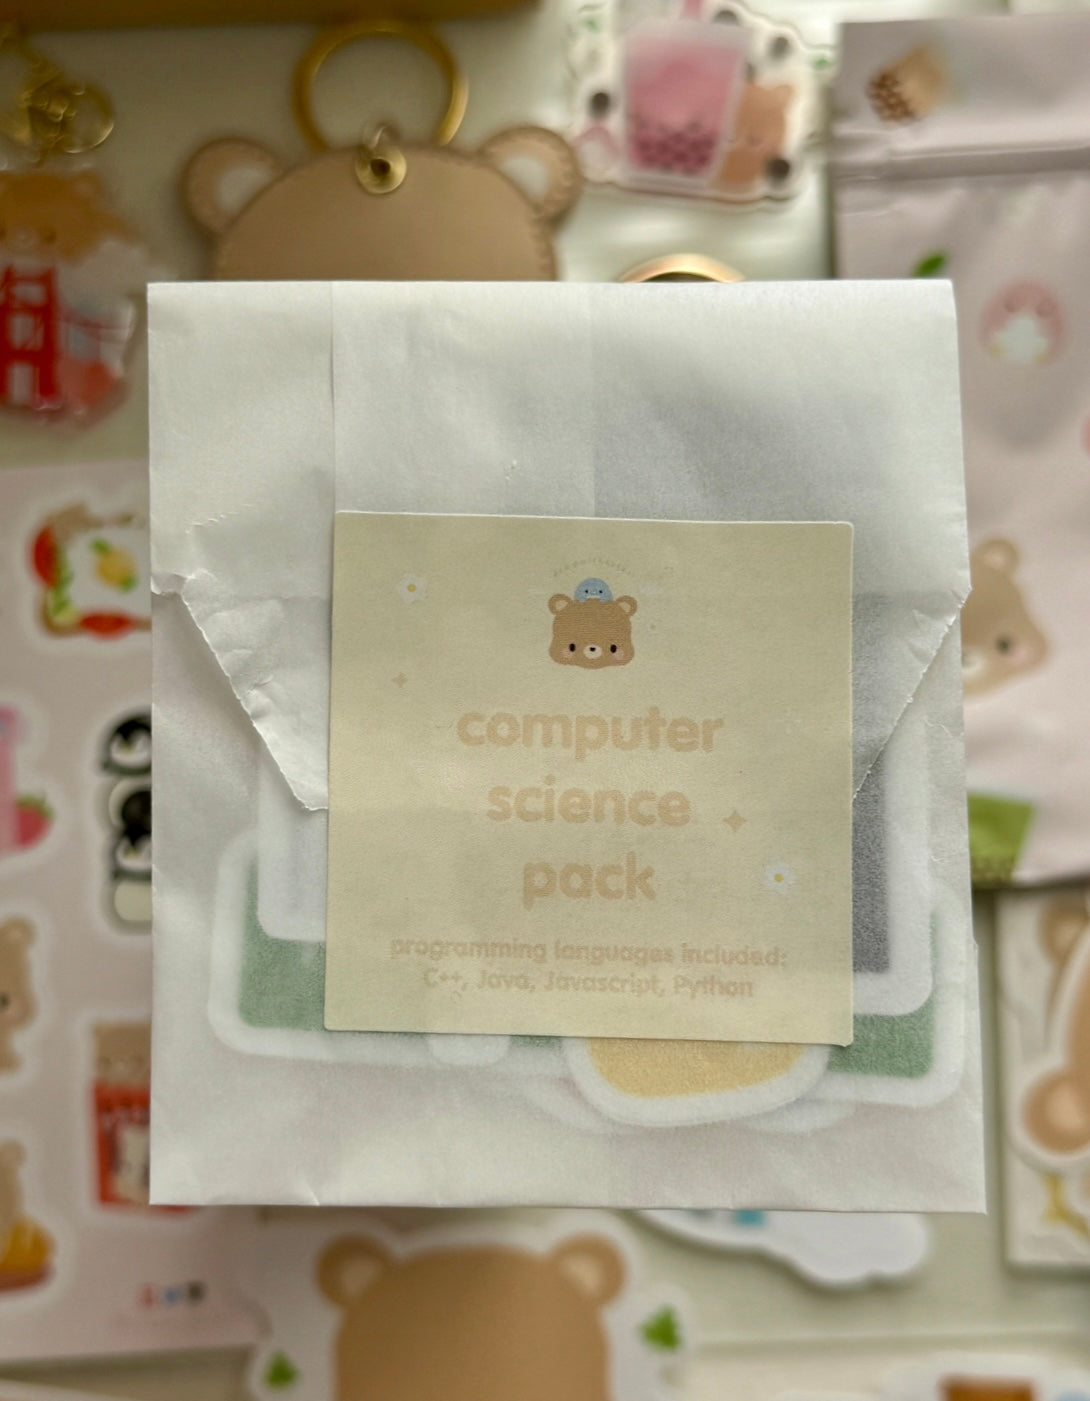 computer
science
pack
programming languages included:
C++, Java, Javascript, Python